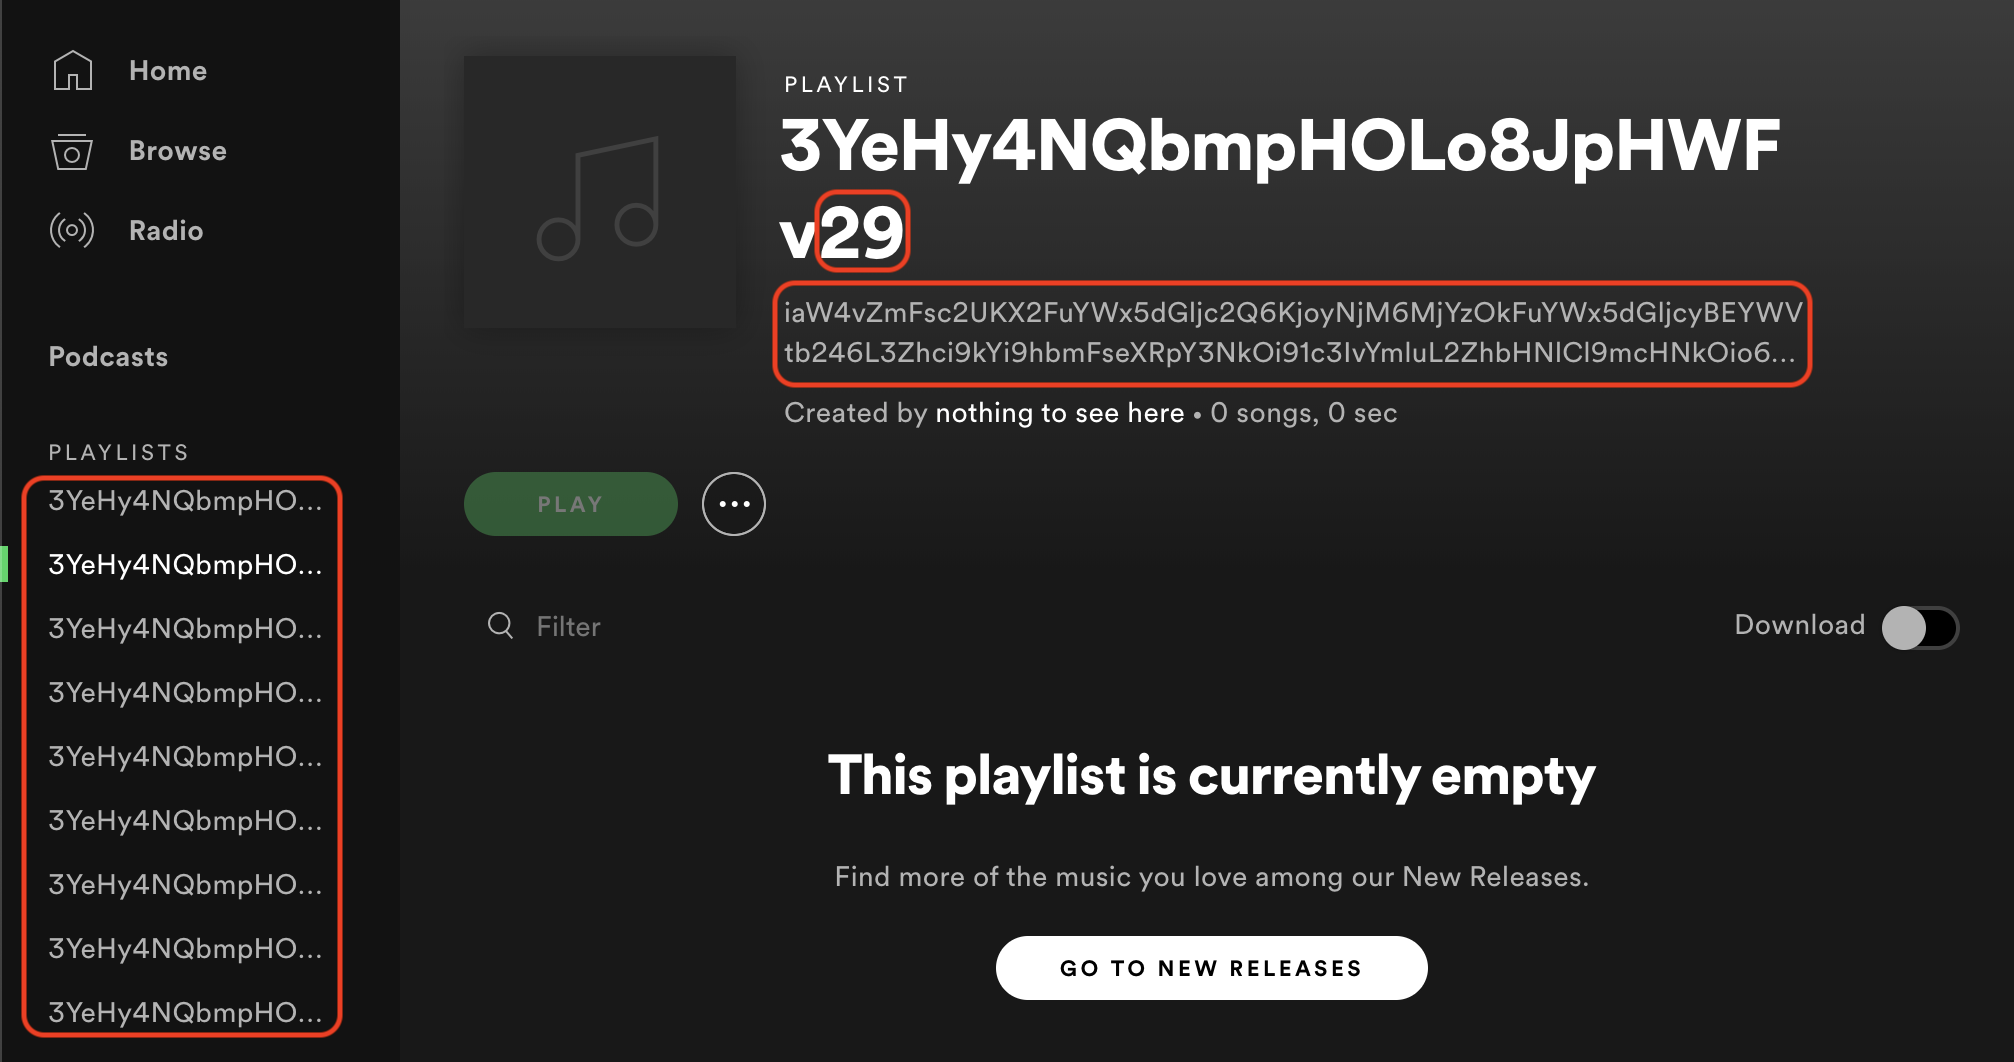 Home
Browse
Radio
Podcasts
PLAYLISTS
3YeHy4NQbmpHO...
3YeHy4NQbmpHO...
3YeHy4NQbmpHO...
3YeHy4NQbmpHO...
3YeHy4NQbmpHO...
3YeHy4NQbmpHO...
3YeHy4NQbmpHO...
3YeHy4NQbmpHO...
3YeHy4NQbmpHO...
PLAYLIST
3YeHy4NQbmpHOLo8JpHWF
v29
iaW4vZmFsc2UKX2FuYWx5dGljc2Q6KjoyNjM6MjYzOkFuYWx5dGljcyBEYWV
tb246L3Zhci9kYi9hbmFseXRpY3NkOi91c3IvYmluL2ZhbHNlCl9mcHNkOio6...
Created by nothing to see here • 0 songs, 0 sec
PLAY
Filter
Download
This playlist is currently empty
Find more of the music you love among our New Releases.
GO TO NEW RELEASES